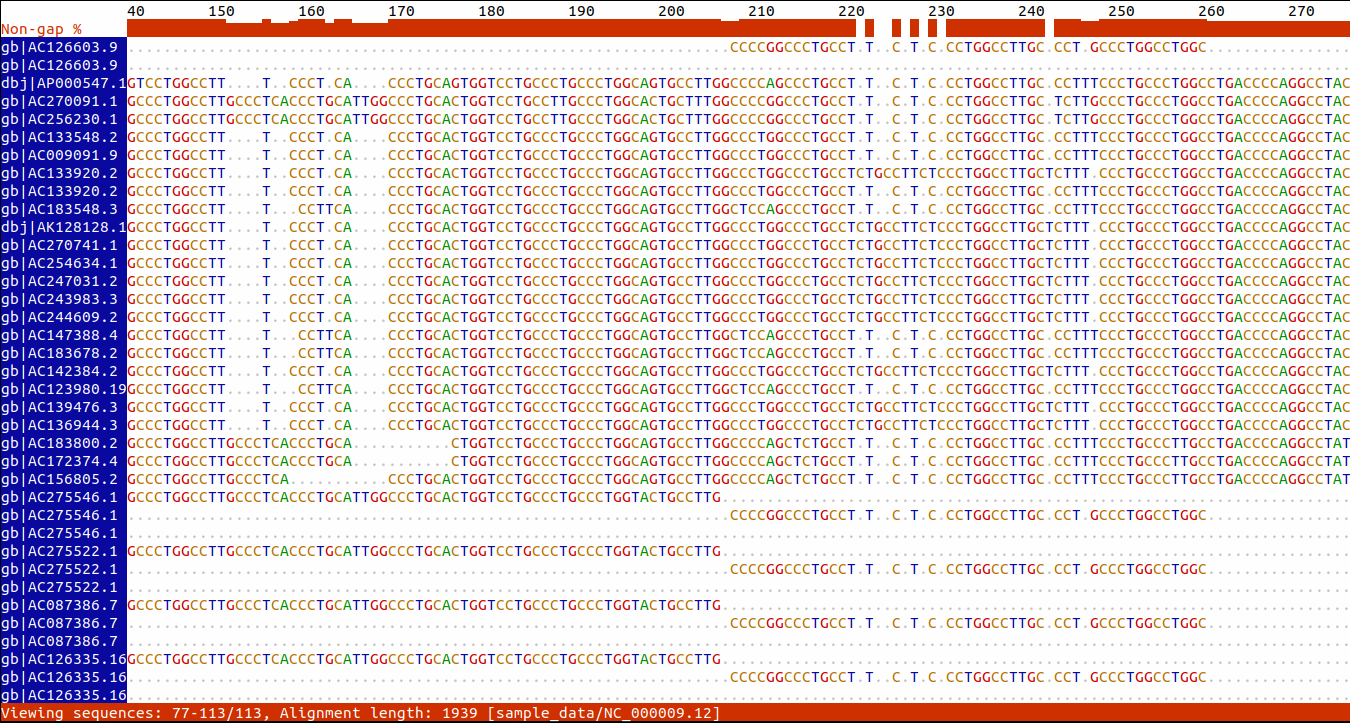 40 150 160 170 180 190 200 210 220 230 240 250 260 270
Non-gap %
gb|AC126603.9 ...................................................................CCCCGGCCCTGCCT.T..C.T.C.CCTGGCCTTGC.CCT.GCCCTGGCCTGGC................
gb|AC126603.9 ........................................................................................................................................
dbj|AP000547.1GTCCTGGCCTT....T..CCCT.CA....CCCTGCAGTGGTCCTGCCCTGCCCTGGCAGTGCCTTGGCCCCAGCCCTGCCT.T..C.T.C.CCTGGCCTTGC.CCTTTCCCTGCCCTGGCCTGACCCCAGGCCTAC
gb|AC270091.1 GCCCTGGCCTTGCCCTCACCCTGCATTGGCCCTGCACTGGTCCTGCCTTGCCCTGGCACTGCTTTGGCCCCGGCCCTGCCT.T..C.T.C.CCTGGCCTTGC.TCTTGCCCTGCCCTGGCCTGACCCCAGGCCTAC
gb|AC256230.1 GCCCTGGCCTTGCCCTCACCCTGCATTGGCCCTGCACTGGTCCTGCCTTGCCCTGGCACTGCTTTGGCCCCGGCCCTGCCT.T..C.T.C.CCTGGCCTTGC.TCTTGCCCTGCCCTGGCCTGACCCCAGGCCTAC
gb|AC133548.2 GCCCTGGCCTT....T..CCCT.CA....CCCTGCACTGGTCCTGCCCTGCCCTGGCAGTGCCTTGGCCCTGGCCCTGCCT.T..C.T.C.CCTGGCCTTGC.CCTTTCCCTGCCCTGGCCTGACCCCAGGCCTAC
gb|AC009091.9 GCCCTGGCCTT....T..CCCT.CA....CCCTGCACTGGTCCTGCCCTGCCCTGGCAGTGCCTTGGCCCTGGCCCTGCCT.T..C.T.C.CCTGGCCTTGC.CCTTTCCCTGCCCTGGCCTGACCCCAGGCCTAC
gb|AC133920.2 GCCCTGGCCTT....T..CCCT.CA....CCCTGCACTGGTCCTGCCCTGCCCTGGCAGTGCCTTGGCCCTGGCCCTGCCTCTGCCTTCTCCCTGGCCTTGCTCTTT.CCCTGCCCTGGCCTGACCCCAGGCCTAC
gb|AC133920.2 GCCCTGGCCTT....T..CCCT.CA....CCCTGCACTGGTCCTGCCCTGCCCTGGCAGTGCCTTGGCCCTGGCCCTGCCT.T..C.T.C.CCTGGCCTTGC.CCTTTCCCTGCCCTGGCCTGACCCCAGGCCTAC
gb|AC183548.3 GCCCTGGCCTT....T...CCTTCA....CCCTGCACTGGTCCTGCCCTGCCCTGGCAGTGCCTTGGCTCCAGCCCTGCCT.T..C.T.C.CCTGGCCTTGC.CCTTTCCCTGCCCTGGCCTGACCCCAGGCCTAC
dbj|AK128128.1GCCCTGGCCTT....T..CCCT.CA....CCCTGCACTGGTCCTGCCCTGCCCTGGCAGTGCCTTGGCCCTGGCCCTGCCTCTGCCTTCTCCCTGGCCTTGCTCTTT.CCCTGCCCTGGCCTGACCCCAGGCCTAC
gb|AC270741.1 GCCCTGGCCTT....T..CCCT.CA....CCCTGCACTGGTCCTGCCCTGCCCTGGCAGTGCCTTGGCCCTGGCCCTGCCTCTGCCTTCTCCCTGGCCTTGCTCTTT.CCCTGCCCTGGCCTGACCCCAGGCCTAC
gb|AC254634.1 GCCCTGGCCTT....T..CCCT.CA....CCCTGCACTGGTCCTGCCCTGCCCTGGCAGTGCCTTGGCCCTGGCCCTGCCTCTGCCTTCTCCCTGGCCTTGCTCTTT.CCCTGCCCTGGCCTGACCCCAGGCCTAC
gb|AC247031.2 GCCCTGGCCTT....T..CCCT.CA....CCCTGCACTGGTCCTGCCCTGCCCTGGCAGTGCCTTGGCCCTGGCCCTGCCTCTGCCTTCTCCCTGGCCTTGCTCTTT.CCCTGCCCTGGCCTGACCCCAGGCCTAC
gb|AC243983.3 GCCCTGGCCTT....T..CCCT.CA....CCCTGCACTGGTCCTGCCCTGCCCTGGCAGTGCCTTGGCCCTGGCCCTGCCTCTGCCTTCTCCCTGGCCTTGCTCTTT.CCCTGCCCTGGCCTGACCCCAGGCCTAC
gb|AC244609.2 GCCCTGGCCTT....T..CCCT.CA....CCCTGCACTGGTCCTGCCCTGCCCTGGCAGTGCCTTGGCCCTGGCCCTGCCTCTGCCTTCTCCCTGGCCTTGCTCTTT.CCCTGCCCTGGCCTGACCCCAGGCCTAC
gb|AC147388.4 GCCCTGGCCTT....T...CCTTCA....CCCTGCACTGGTCCTGCCCTGCCCTGGCAGTGCCTTGGCTCCAGCCCTGCCT.T..C.T.C.CCTGGCCTTGC.CCTTTCCCTGCCCTGGCCTGACCCCAGGCCTAC
gb|AC183678.2 GCCCTGGCCTT....T...CCTTCA....CCCTGCACTGGTCCTGCCCTGCCCTGGCAGTGCCTTGGCTCCAGCCCTGCCT.T..C.T.C.CCTGGCCTTGC.CCTTTCCCTGCCCTGGCCTGACCCCAGGCCTAC
gb|AC142384.2 GCCCTGGCCTT....T..CCCT.CA....CCCTGCACTGGTCCTGCCCTGCCCTGGCAGTGCCTTGGCCCTGGCCCTGCCTCTGCCTTCTCCCTGGCCTTGCTCTTT.CCCTGCCCTGGCCTGACCCCAGGCCTAC
gb|AC123980.19GCCCTGGCCTT....T...CCTTCA....CCCTGCACTGGTCCTGCCCTGCCCTGGCAGTGCCTTGGCTCCAGCCCTGCCT.T..C.T.C.CCTGGCCTTGC.CCTTTCCCTGCCCTGGCCTGACCCCAGGCCTAC
gb|AC139476.3 GCCCTGGCCTT....T..CCCT.CA....CCCTGCACTGGTCCTGCCCTGCCCTGGCAGTGCCTTGGCCCTGGCCCTGCCTCTGCCTTCTCCCTGGCCTTGCTCTTT.CCCTGCCCTGGCCTGACCCCAGGCCTAC
gb|AC136944.3 GCCCTGGCCTT....T..CCCT.CA....CCCTGCACTGGTCCTGCCCTGCCCTGGCAGTGCCTTGGCCCTGGCCCTGCCTCTGCCTTCTCCCTGGCCTTGCTCTTT.CCCTGCCCTGGCCTGACCCCAGGCCTAC
gb|AC183800.2 GCCCTGGCCTTGCCCTCACCCTGCA...........CTGGTCCTGCCCTGCCCTGGCAGTGCCTTGGCCCCAGCTCTGCCT.T..C.T.C.CCTGGCCTTGC.CCTTTCCCTGCCCTTGCCTGACCCCAGGCCTAT
gb|AC172374.4 GCCCTGGCCTTGCCCTCACCCTGCA...........CTGGTCCTGCCCTGCCCTGGCAGTGCCTTGGCCCCAGCTCTGCCT.T..C.T.C.CCTGGCCTTGC.CCTTTCCCTGCCCTTGCCTGACCCCAGGCCTAT
gb|AC156805.2 GCCCTGGCCTTGCCCTCA...........CCCTGCACTGGTCCTGCCCTGCCCTGGCAGTGCCTTGGCCCCAGCTCTGCCT.T..C.T.C.CCTGGCCTTGC.CCTTTCCCTGCCCTTGCCTGACCCCAGGCCTAT
gb|AC275546.1 GCCCTGGCCTTGCCCTCACCCTGCATTGGCCCTGCACTGGTCCTGCCCTGCCCTGGTACTGCCTTG......................................................................
gb|AC275546.1 ...................................................................CCCCGGCCCTGCCT.T..C.T.C.CCTGGCCTTGC.CCT.GCCCTGGCCTGGC................
gb|AC275546.1 ........................................................................................................................................
gb|AC275522.1 GCCCTGGCCTTGCCCTCACCCTGCATTGGCCCTGCACTGGTCCTGCCCTGCCCTGGTACTGCCTTG......................................................................
gb|AC275522.1 ...................................................................CCCCGGCCCTGCCT.T..C.T.C.CCTGGCCTTGC.CCT.GCCCTGGCCTGGC................
gb|AC275522.1 ........................................................................................................................................
gb|AC087386.7 GCCCTGGCCTTGCCCTCACCCTGCATTGGCCCTGCACTGGTCCTGCCCTGCCCTGGTACTGCCTTG......................................................................
gb|AC087386.7 ...................................................................CCCCGGCCCTGCCT.T..C.T.C.CCTGGCCTTGC.CCT.GCCCTGGCCTGGC................
gb|AC087386.7 ........................................................................................................................................
gb|AC126335.16GCCCTGGCCTTGCCCTCACCCTGCATTGGCCCTGCACTGGTCCTGCCCTGCCCTGGTACTGCCTTG......................................................................
gb|AC126335.16...................................................................CCCCGGCCCTGCCT.T..C.T.C.CCTGGCCTTGC.CCT.GCCCTGGCCTGGC................
gb|AC126335.16........................................................................................................................................
Viewing sequences: 77-113/113, Alignment length: 1939 [sample_data/NC_000009.12]